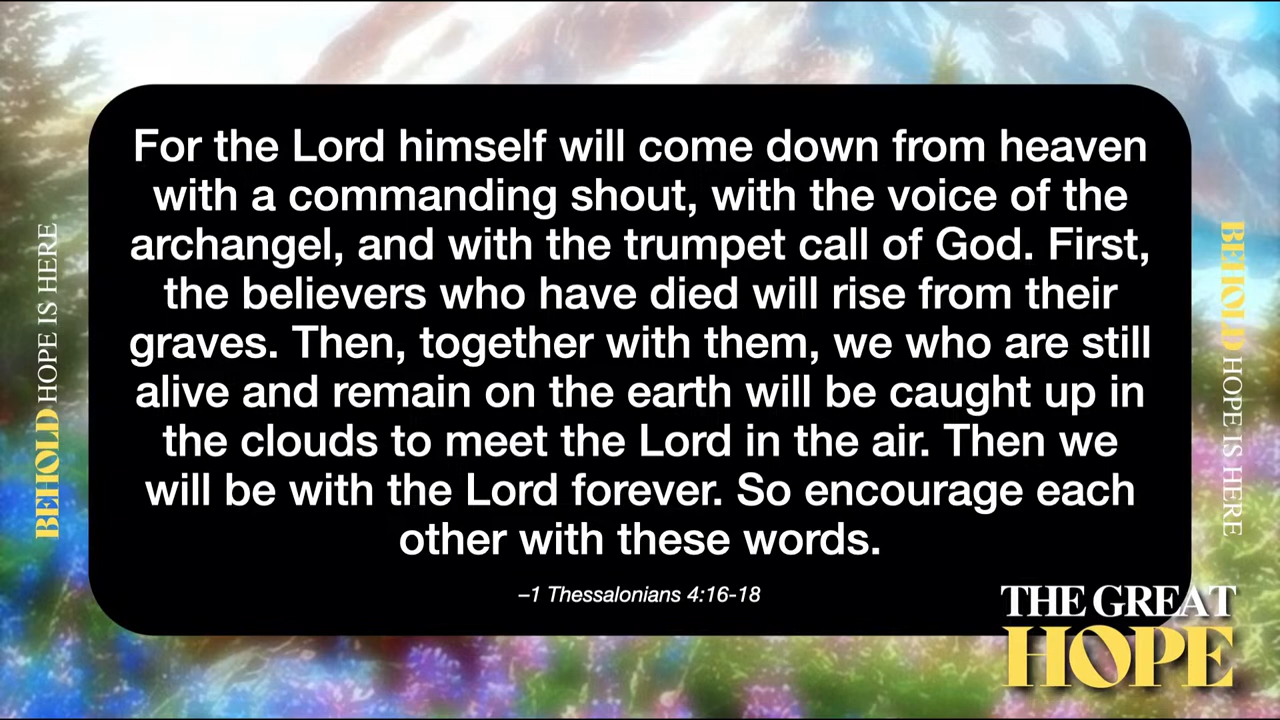 For the Lord himself will come down from heaven
with a commanding shout, with the voice of the
archangel, and with the trumpet call of God. First,
the believers who have died will rise from their
graves. Then, together with them, we who are still
alive and remain on the earth will be caught up in
the clouds to meet the Lord in the air. Then we
will be with the Lord forever. So encourage each
other with these words.
–1 Thessalonians 4:16-18
BEHOLD HOPE IS HERE
BEHOLD HOPE IS HERE
THE GREAT
HOPE